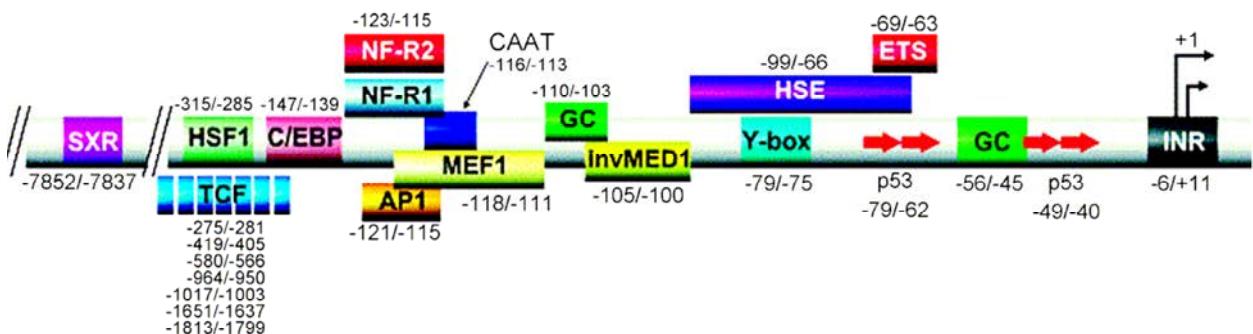 -123/-115
NF-R2
NF-R1
CAAT
-116/-113
-69/-63
ETS
+1
-99/-66
HSE
-315/-285
-147/-139
-110/-103
SXR
HSF1
C/EBP
GC
Y-box
GC
INR
MEF1
invMED1
-7852/-7837
TCF
AP1
-118/-111
-105/-100
-79/-75
p53
-79/-62
-56/-45
p53
-49/-40
-6/+11
-121/-115
-275/-281
-419/-405
-580/-566
-964/-950
-1017/-1003
-1651/-1637
-1813/-1799